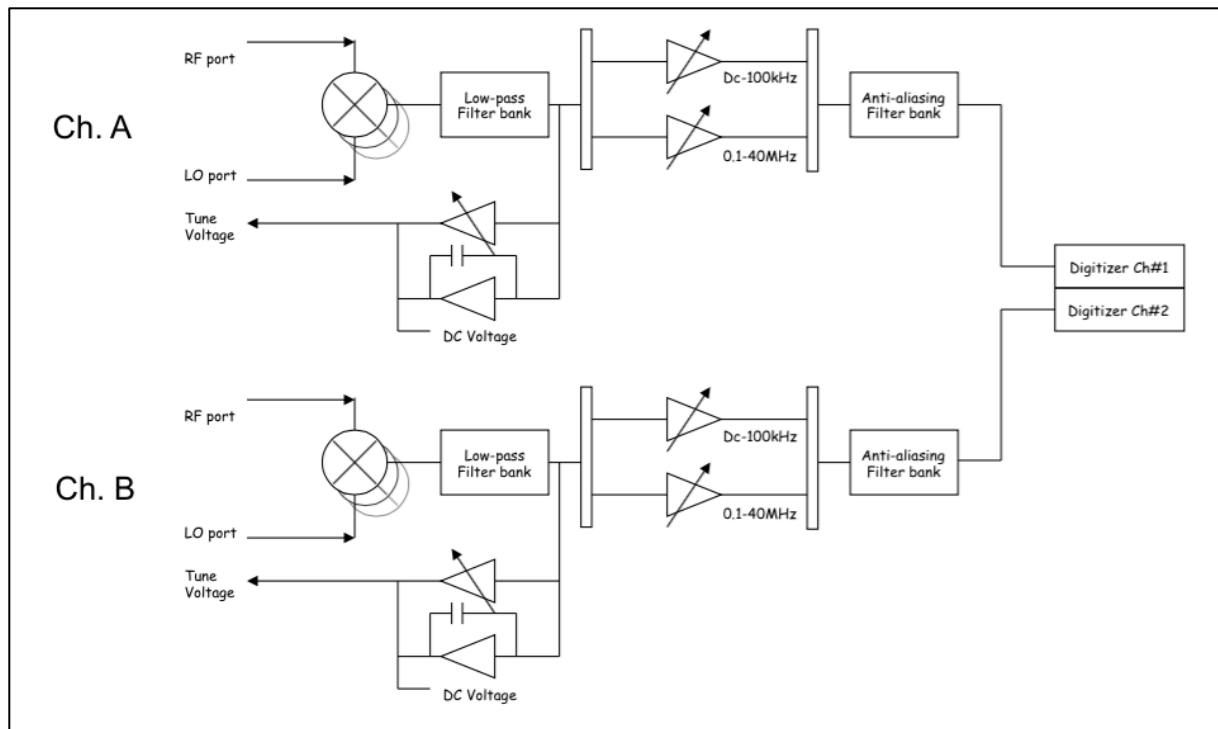 RF port
Ch. A
LO port
Tune
Voltage
Low-pass
Filter bank
Dc-100kHz
0.1-40MHz
Anti-aliasing
Filter bank
DC Voltage
Digitizer Ch#1
Digitizer Ch#2
RF port
Ch. B
LO port
Tune
Voltage
Low-pass
Filter bank
Dc-100kHz
0.1-40MHz
Anti-aliasing
Filter bank
DC Voltage